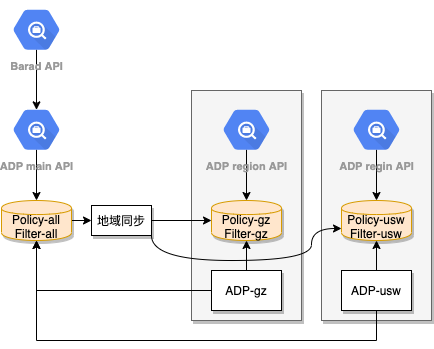 Barad API
ADP main API
ADP region API
ADP regin API
Policy-all
Filter-all
地域同步
Policy-gz
Filter-gz
Policy-usw
Filter-usw
ADP-gz
ADP-usw